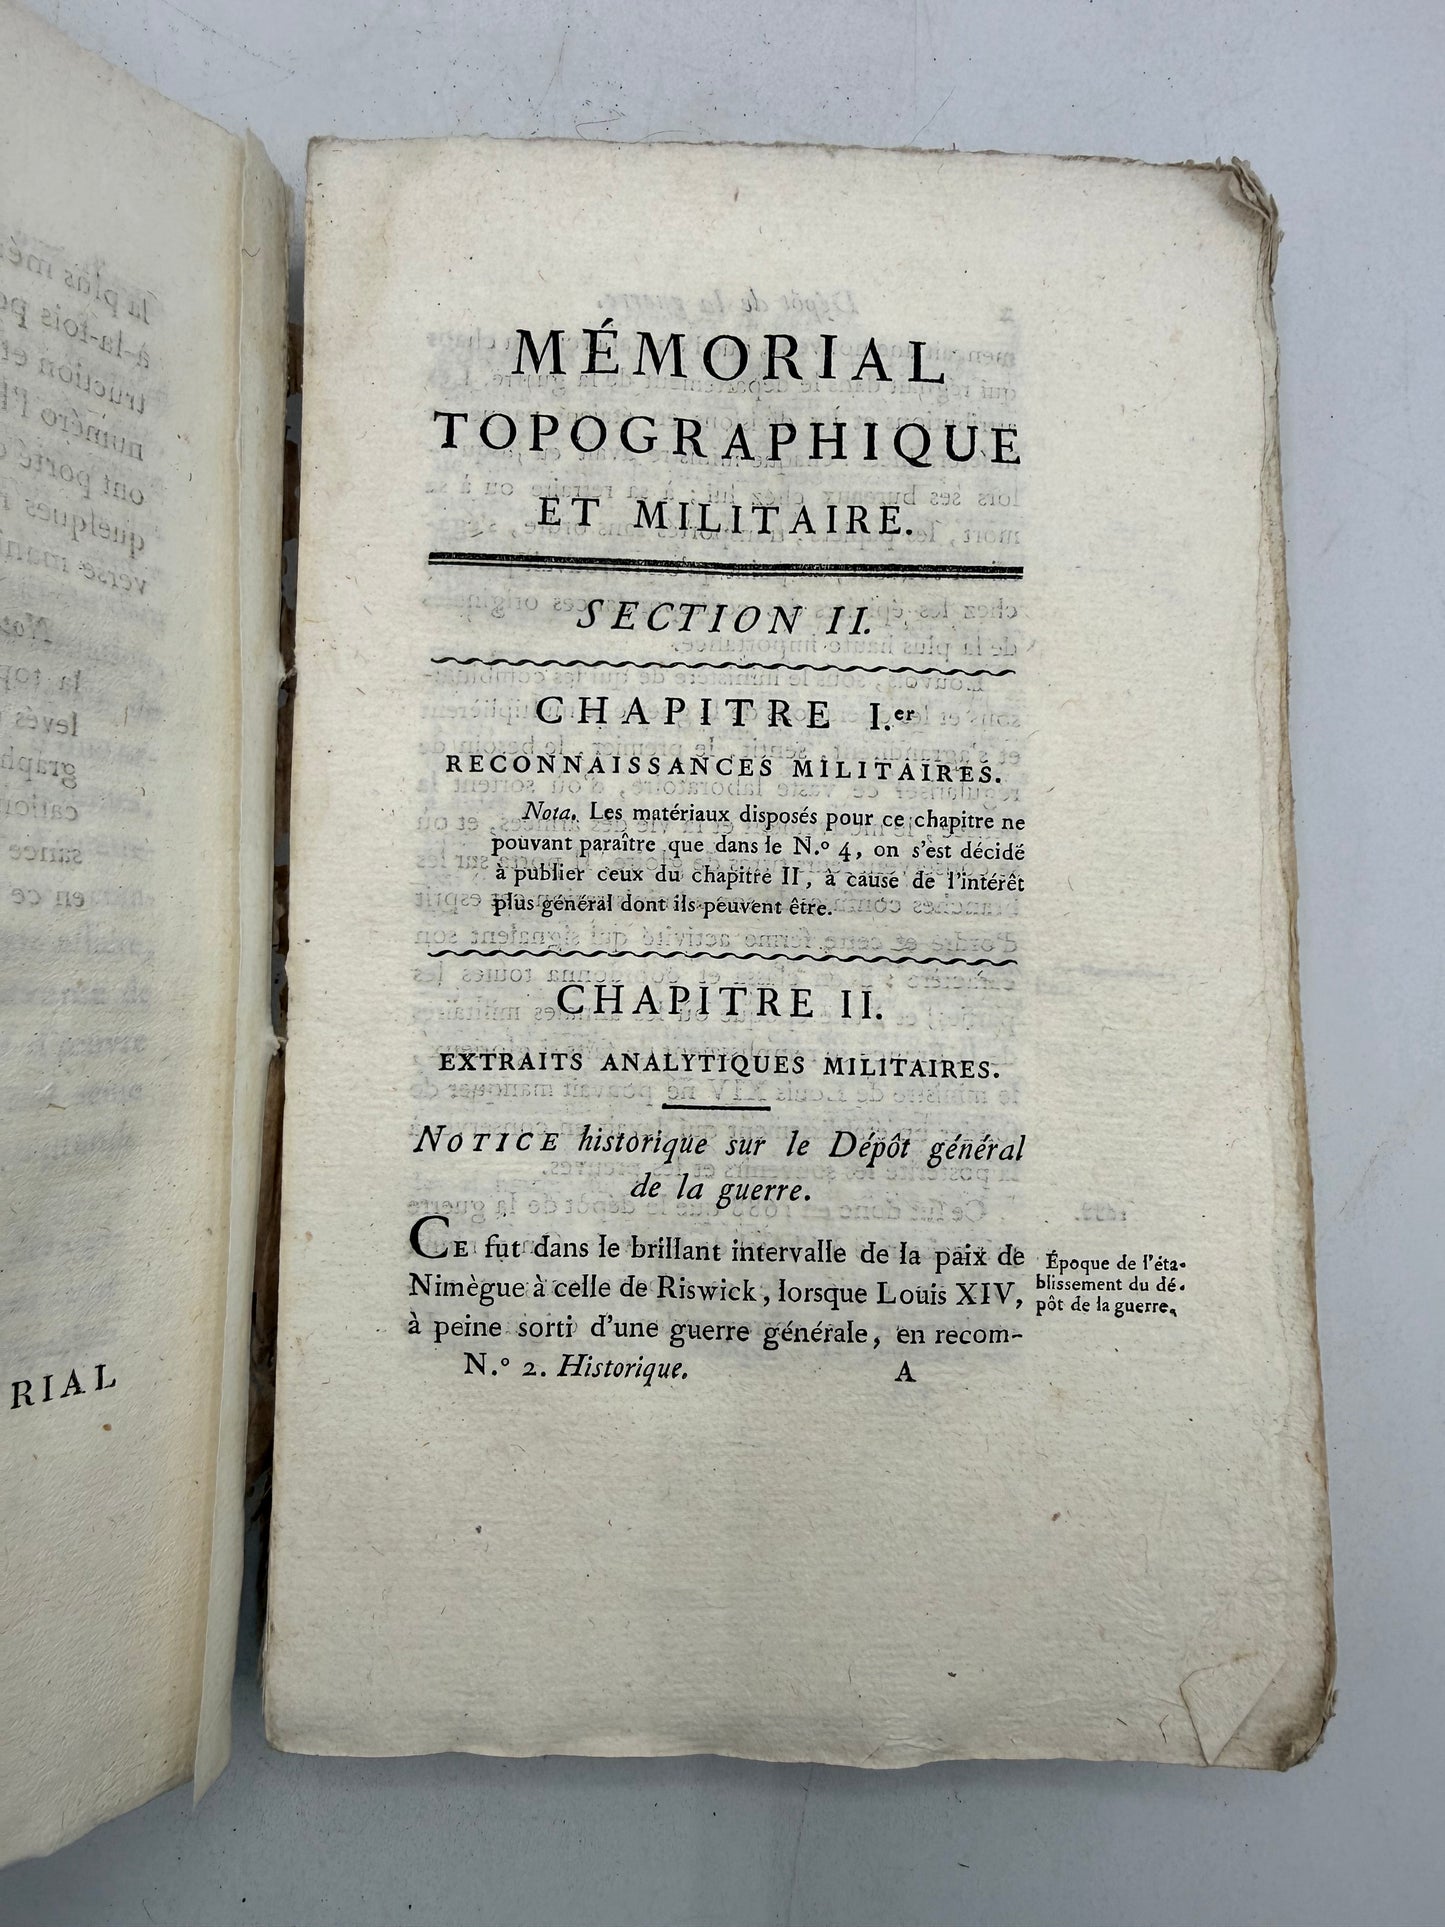 MÉMORIAL
TOPOGRAPHIQUE
ET MILITAIRE.
SECTION II.
CHAPITRE I.er
RECONNAISSANCES MILITAIRES.
Nota. Les matériaux disposés pour ce chapitre ne
pouvant paraître que dans le N.º 4, on s'est décidé
à publier ceux du chapitre II, à cause de l'intérêt
plus général dont ils peuvent être.
CHAPITRE II.
EXTRAITS ANALYTIQUES MILITAIRES.
NOTICE historique sur le Dépôt général
de la guerre.
CE fut dans le brillant intervalle de la paix de
Nimègue à celle de Riswick, lorsque Louis XIV,
à peine sorti d'une guerre générale, en recom-
Époque de l'éta-
blissement du dé-
pôt de la guerre.
N.º 2. Historique. A
RIAL